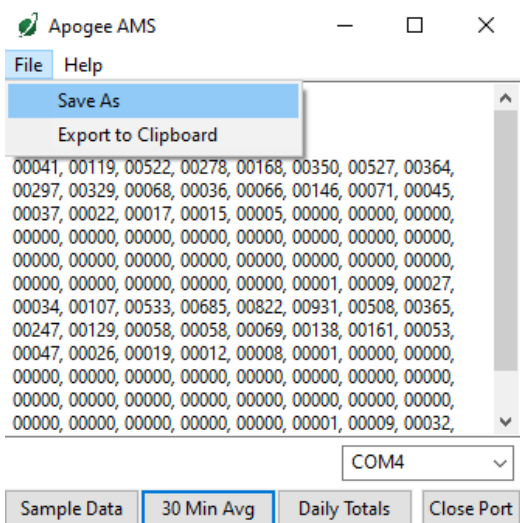 Apogee AMS
File Help
Save As
Export to Clipboard
00041, 00119, 00522, 00278, 00168, 00350, 00527, 00364,
00297, 00329, 00068, 00036, 00066, 00146, 00071, 00045,
00037, 00022, 00017, 00015, 00005, 00000, 00000, 00000,
00000, 00000, 00000, 00000, 00000, 00000, 00000, 00000,
00000, 00000, 00000, 00000, 00000, 00000, 00000, 00000,
00000, 00000, 00000, 00000, 00000, 00001, 00009, 00027,
00034, 00107, 00533, 00685, 00822, 00931, 00508, 00365,
00247, 00129, 00058, 00058, 00069, 00138, 00161, 00053,
00047, 00026, 00019, 00012, 00008, 00001, 00000, 00000,
00000, 00000, 00000, 00000, 00000, 00000, 00000, 00000,
00000, 00000, 00000, 00000, 00000, 00000, 00000, 00000,
00000, 00000, 00000, 00000, 00000, 00001, 00009, 00032,
COM4
Sample Data 30 Min Avg Daily Totals Close Port